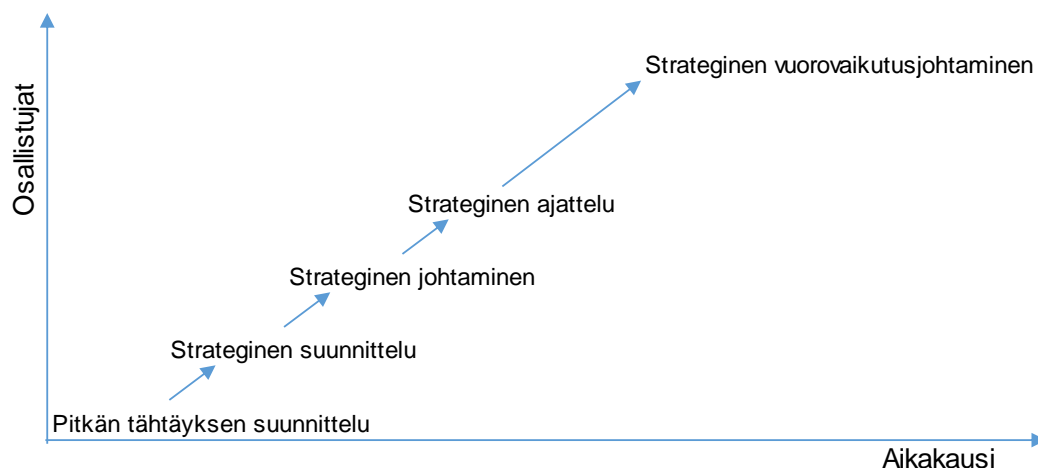 Strateginen vuorovaikutusjohtaminen
Osallistujat
Strateginen ajattelu
Strateginen johtaminen
Strateginen suunnittelu
Pitkän tähtäyksen suunnittelu
Aikakausi